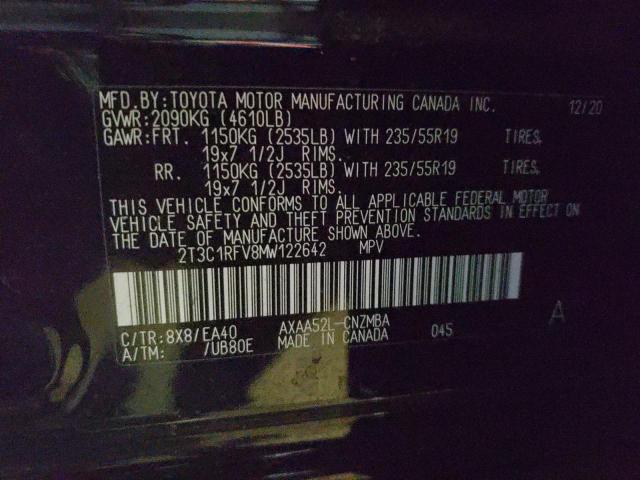 MFD.BY:TOYOTA MOTOR MANUFACTURING CANADA INC. 12/20
GVWR:2090KG (4610LB)
GAWR:FRT. 1150KG (2535LB) WITH 235/55R19 TIRES,
19x7 1/2J RIMS.
RR. 1150KG (2535LB) WITH 235/55R19 TIRES,
19x7 1/2J RIMS.
THIS VEHICLE CONFORMS TO ALL APPLICABLE FEDERAL MOTOR
VEHICLE SAFETY AND THEFT PREVENTION STANDARDS IN EFFECT ON
THE DATE OF MANUFACTURE SHOWN ABOVE.
2T3C1RFV8MW122642 MPV
A
C/TR:8X8/EA40 AXAA52L-CNZMBA 045
A/TM: /UB80E MADE IN CANADA